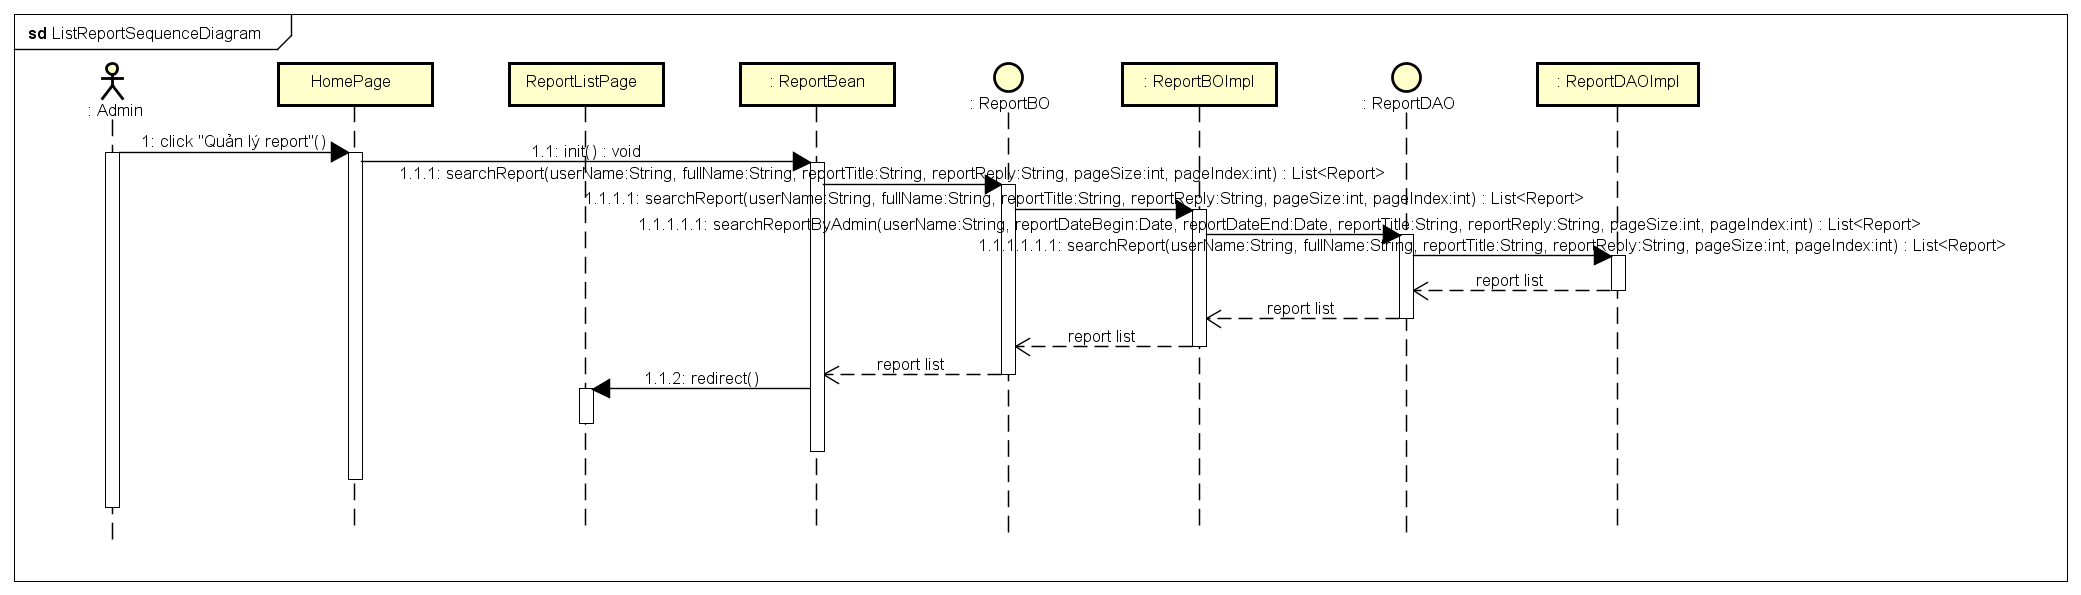 sd ListReportSequenceDiagram
HomePage
ReportListPage
: ReportBean
: ReportBOImpl
: ReportDAOImpl
: Admin
: ReportBO
: ReportDAO
1: click "Quản lý report"()
1.1: init() : void
1.1.1: searchReport(userName:String, fullName:String, reportTitle:String, reportReply:String, pageSize:int, pageIndex:int) : List<Report>
1.1.1.1: searchReport(userName:String, fullName:String, reportTitle:String, reportReply:String, pageSize:int, pageIndex:int) : List<Report>
1.1.1.1.1: searchReportByAdmin(userName:String, reportDateBegin:Date, reportDateEnd:Date, reportTitle:String, reportReply:String, pageSize:int, pageIndex:int) : List<Report>
1.1.1.1.1.1: searchReport(userName:String, fullName:String, reportTitle:String, reportReply:String, pageSize:int, pageIndex:int) : List<Report>
report list
report list
report list
report list
1.1.2: redirect()